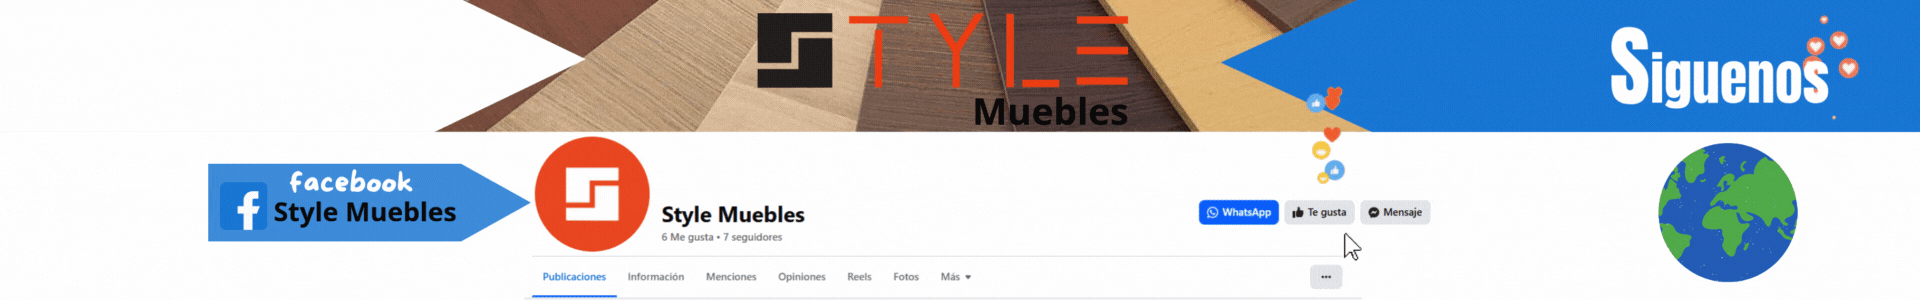 STYLE
Muebles
Siguenos
facebook
Style Muebles
Style Muebles
6 Me gusta • 7 seguidores
WhatsApp
Te gusta
Mensaje
Publicaciones Información Menciones Opiniones Reels Fotos Más